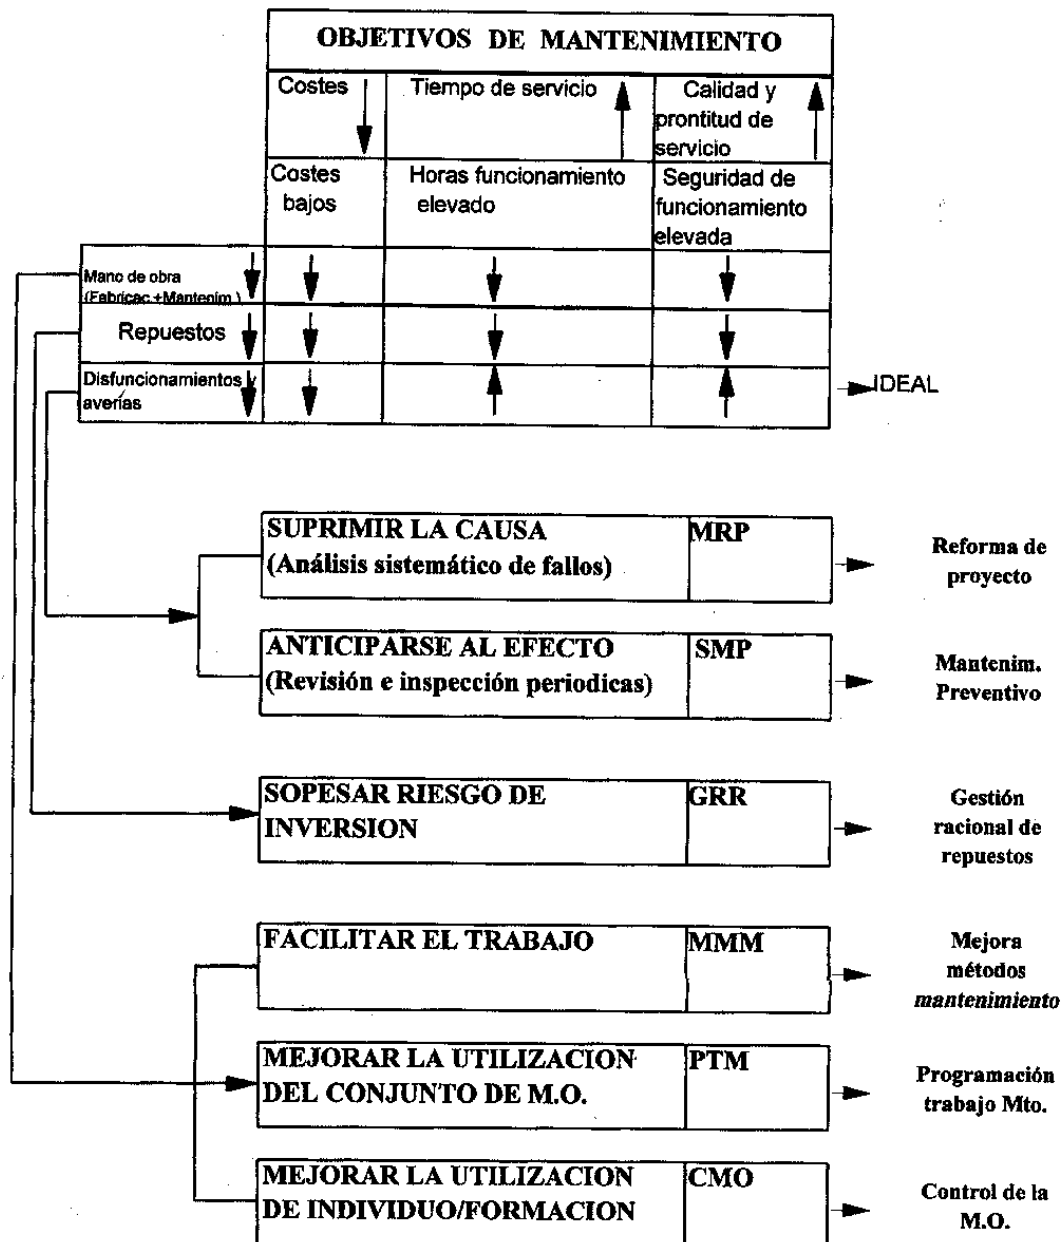 OBJETIVOS DE MANTENIMIENTO
Costes
Tiempo de servicio
Calidad y
prontitud de
servicio
Costes
bajos
Horas funcionamiento
elevado
Seguridad de
funcionamiento
elevada
Mano de obra
(Fabricac.+Mantenim.)
Repuestos
Disfuncionamientos y
averías
IDEAL
SUPRIMIR LA CAUSA
(Análisis sistemático de fallos)
MRP
Reforma de
proyecto
ANTICIPARSE AL EFECTO
(Revisión e inspección periodicas)
SMP
Mantenim.
Preventivo
SOPESAR RIESGO DE
INVERSION
GRR
Gestión
racional de
repuestos
FACILITAR EL TRABAJO
MMM
Mejora
métodos
mantenimiento
MEJORAR LA UTILIZACION
DEL CONJUNTO DE M.O.
PTM
Programación
trabajo Mto.
MEJORAR LA UTILIZACION
DE INDIVIDUO/FORMACION
CMO
Control de la
M.O.